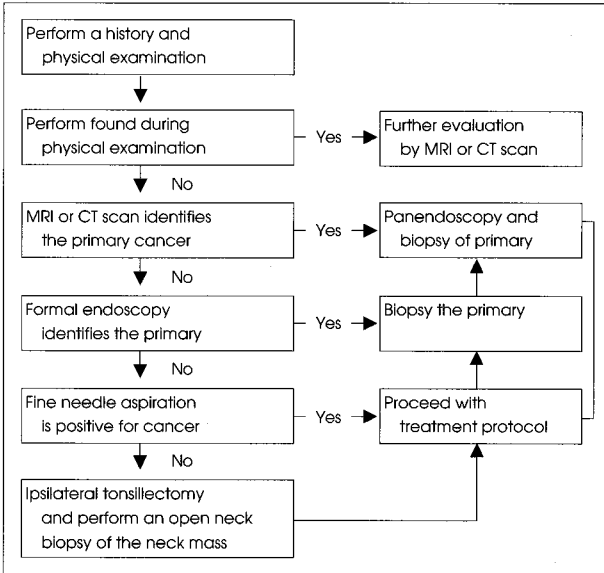 Perform a history and
physical examination
Perform found during
physical examination
Yes
Further evaluation
by MRI or CT scan
No
MRI or CT scan identifies
the primary cancer
Yes
Panendoscopy and
biopsy of primary
No
Formal endoscopy
identifies the primary
Yes
Biopsy the primary
No
Fine needle aspiration
is positive for cancer
Yes
Proceed with
treatment protocol
No
Ipsilateral tonsillectomy
and perform an open neck
biopsy of the neck mass